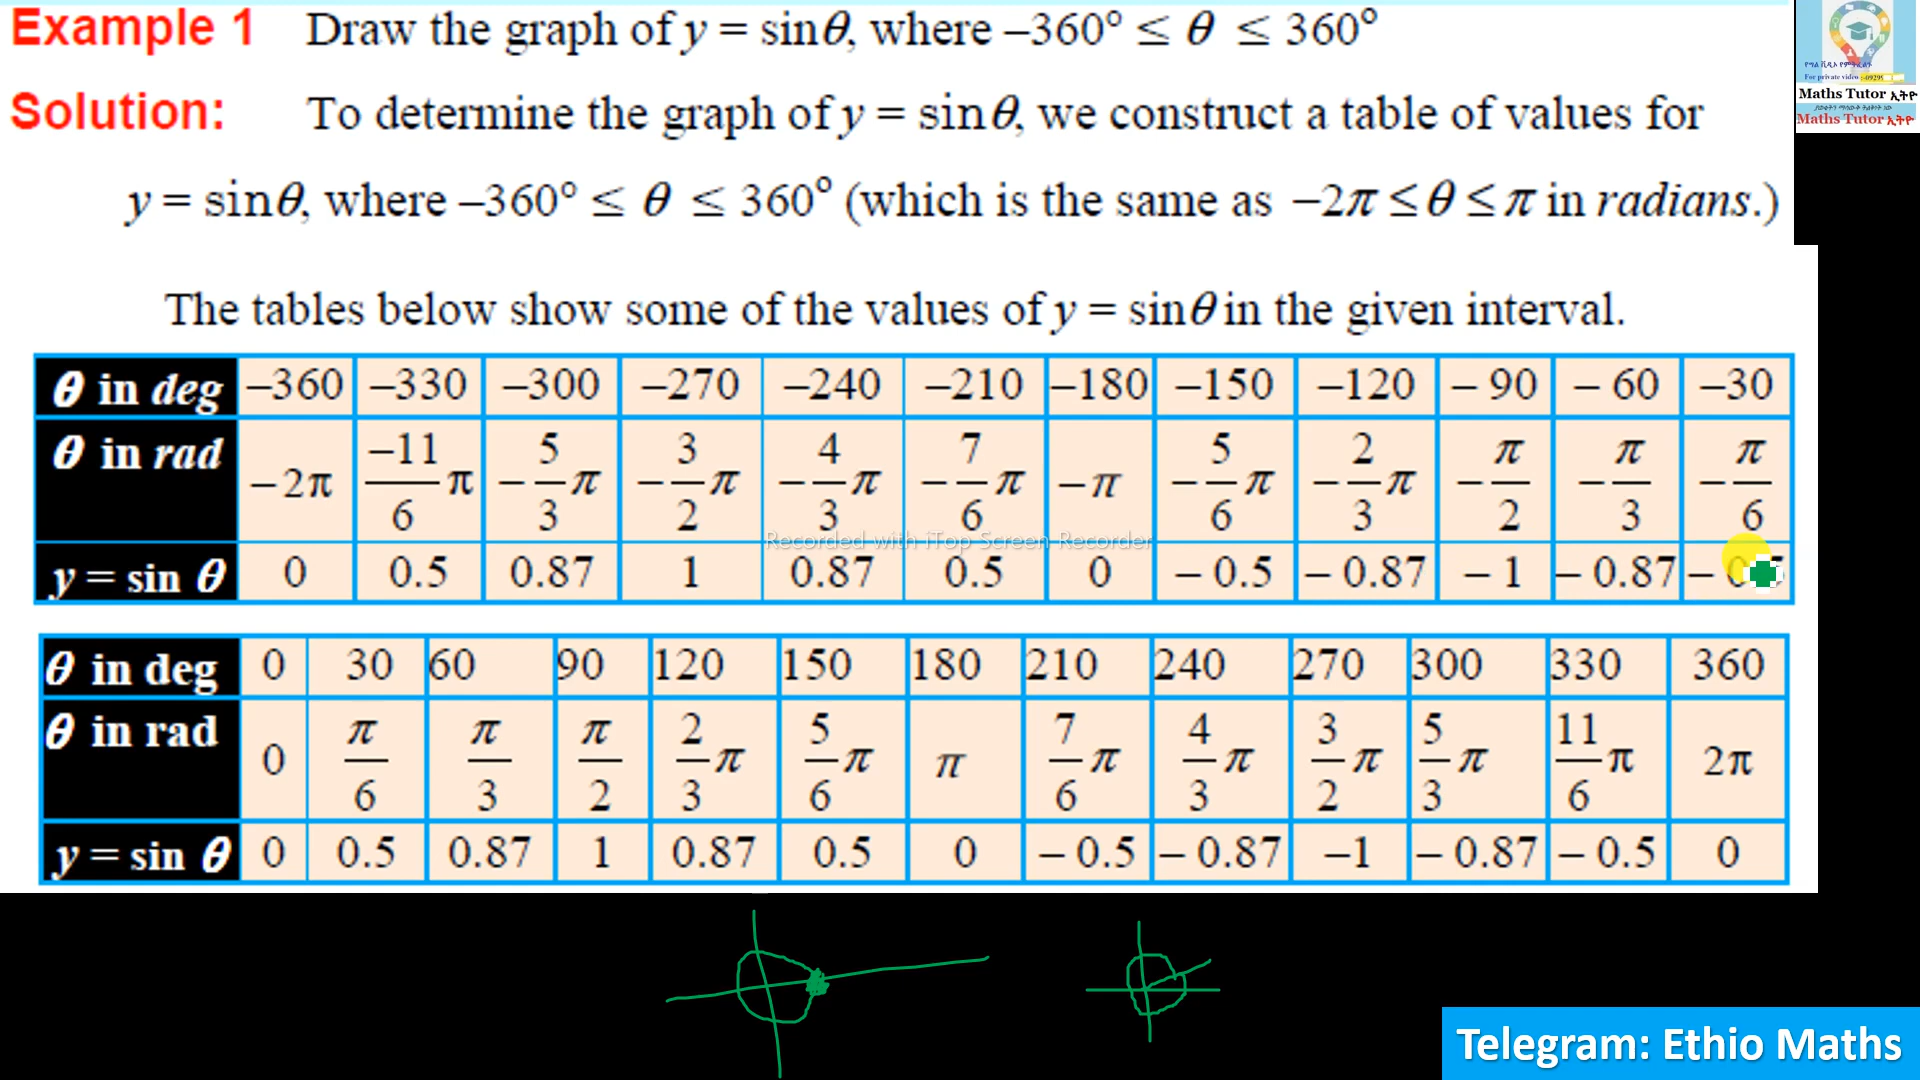 Example 1 Draw the graph of y = sinθ, where –360° ≤ θ ≤ 360°
Solution: To determine the graph of y = sinθ, we construct a table of values for
y = sinθ, where –360° ≤ θ ≤ 360° (which is the same as –2π ≤ θ ≤ π in radians.)
The tables below show some of the values of y = sinθ in the given interval.
θ in deg –360 –330 –300 –270 –240 –210 –180 –150 –120 – 90 – 60 –30
θ in rad –2π –11/6 π –5/3 π –3/2 π –4/3 π –7/6 π –π –5/6 π –2/3 π –π/2 –π/3 –π/6
Recorded with iTop Screen Recorder
y = sin θ 0 0.5 0.87 1 0.87 0.5 0 – 0.5 – 0.87 – 1 – 0.87
θ in deg 0 30 60 90 120 150 180 210 240 270 300 330 360
θ in rad 0 π/6 π/3 π/2 2/3 π 5/6 π π 7/6 π 4/3 π 3/2 π 5/3 π 11/6 π 2π
y = sin θ 0 0.5 0.87 1 0.87 0.5 0 – 0.5 – 0.87 –1 – 0.87 – 0.5 0
For private video
Maths Tutor ኢትዮ
Maths Tutor ኢትዮ
Telegram: Ethio Maths